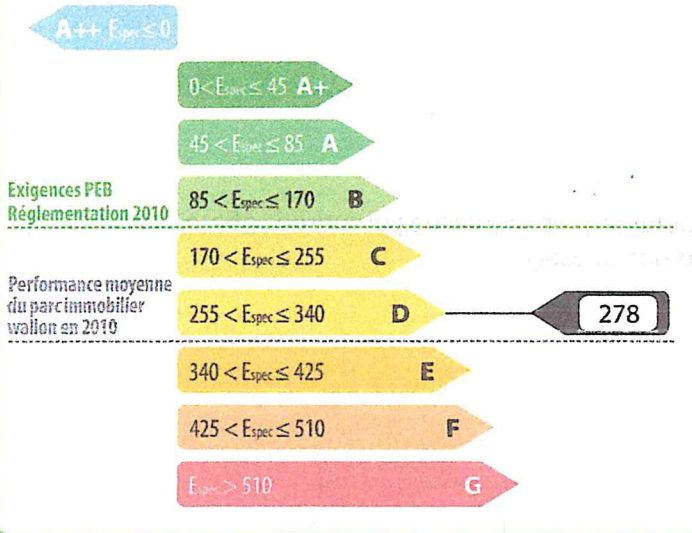 A++ Espec ≤ 0
0 < Espec ≤ 45 A+
45 < Espec ≤ 85 A
Exigences PEB
Réglementation 2010
85 < Espec ≤ 170 B
170 < Espec ≤ 255 C
Performance moyenne
du parc immobilier
wallon en 2010
255 < Espec ≤ 340 D
278
340 < Espec ≤ 425 E
425 < Espec ≤ 510 F
Espec > 510 G